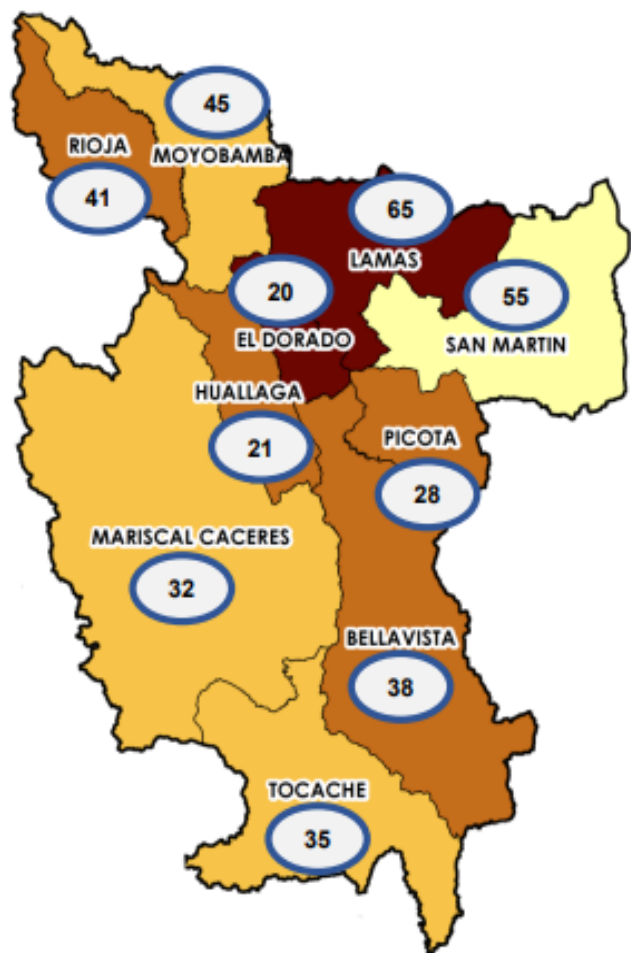 45
RIOJA
MOYOBAMBA
41
65
LAMAS
20
55
EL DORADO
SAN MARTIN
HUALLAGA
PICOTA
21
28
MARISCAL CACERES
32
BELLAVISTA
38
TOCACHE
35